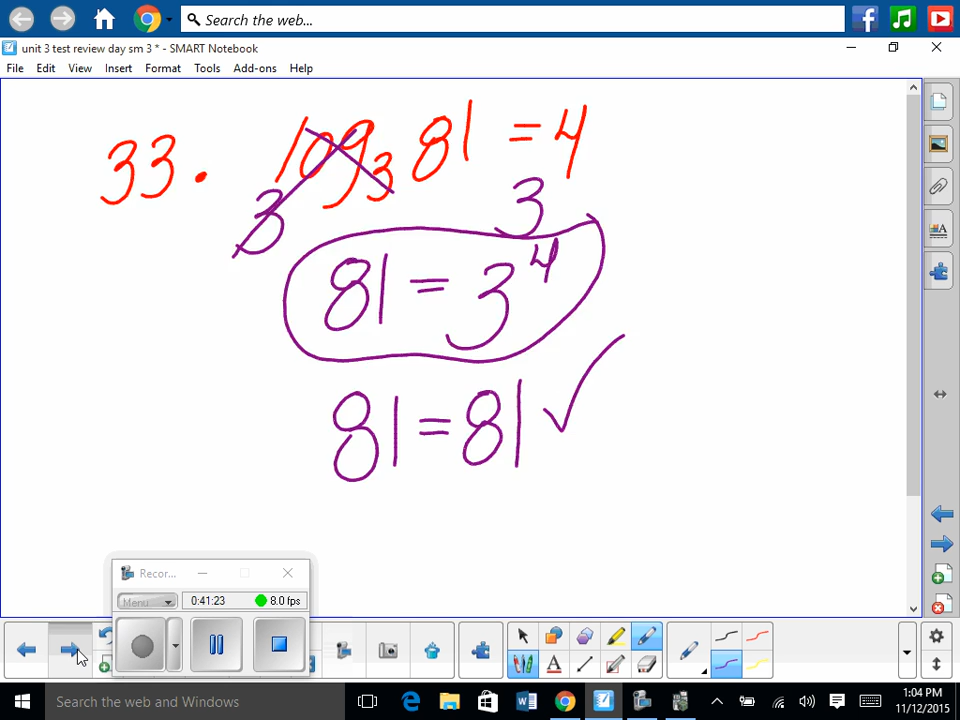 Search the web...
unit 3 test review day sm 3 * - SMART Notebook
File Edit View Insert Format Tools Add-ons Help
33. log₃ 81 = 4
3 3
81 = 3⁴
81 = 81 ✓
Recor...
Menu 0:41:23 8.0 fps
A
Search the web and Windows
1:04 PM
11/12/2015